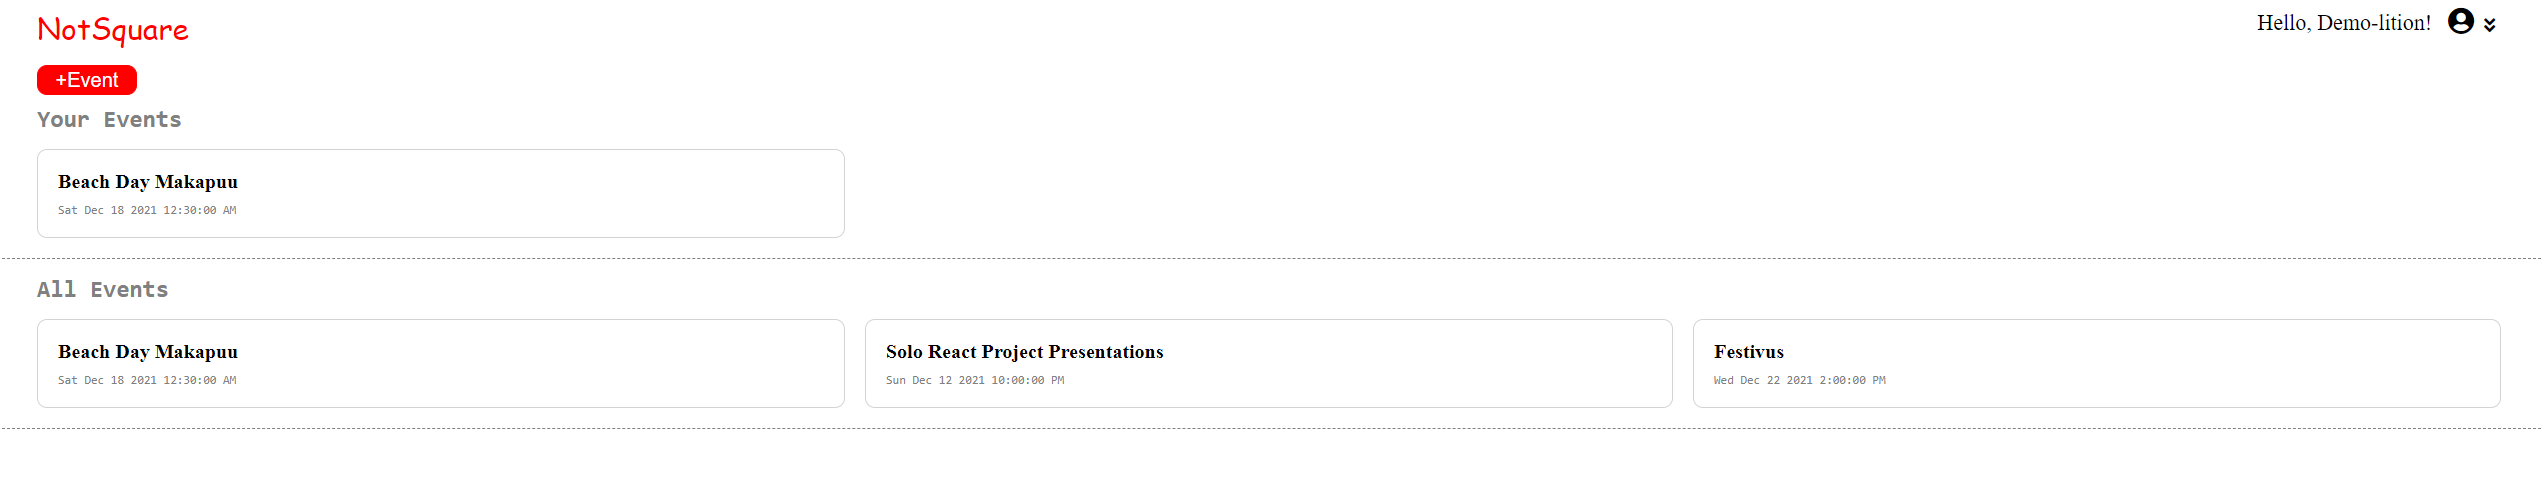 NotSquare
Hello, Demo-lition!
+Event
Your Events
Beach Day Makapuu
Sat Dec 18 2021 12:30:00 AM
All Events
Beach Day Makapuu
Sat Dec 18 2021 12:30:00 AM
Solo React Project Presentations
Sun Dec 12 2021 10:00:00 PM
Festivus
Wed Dec 22 2021 2:00:00 PM